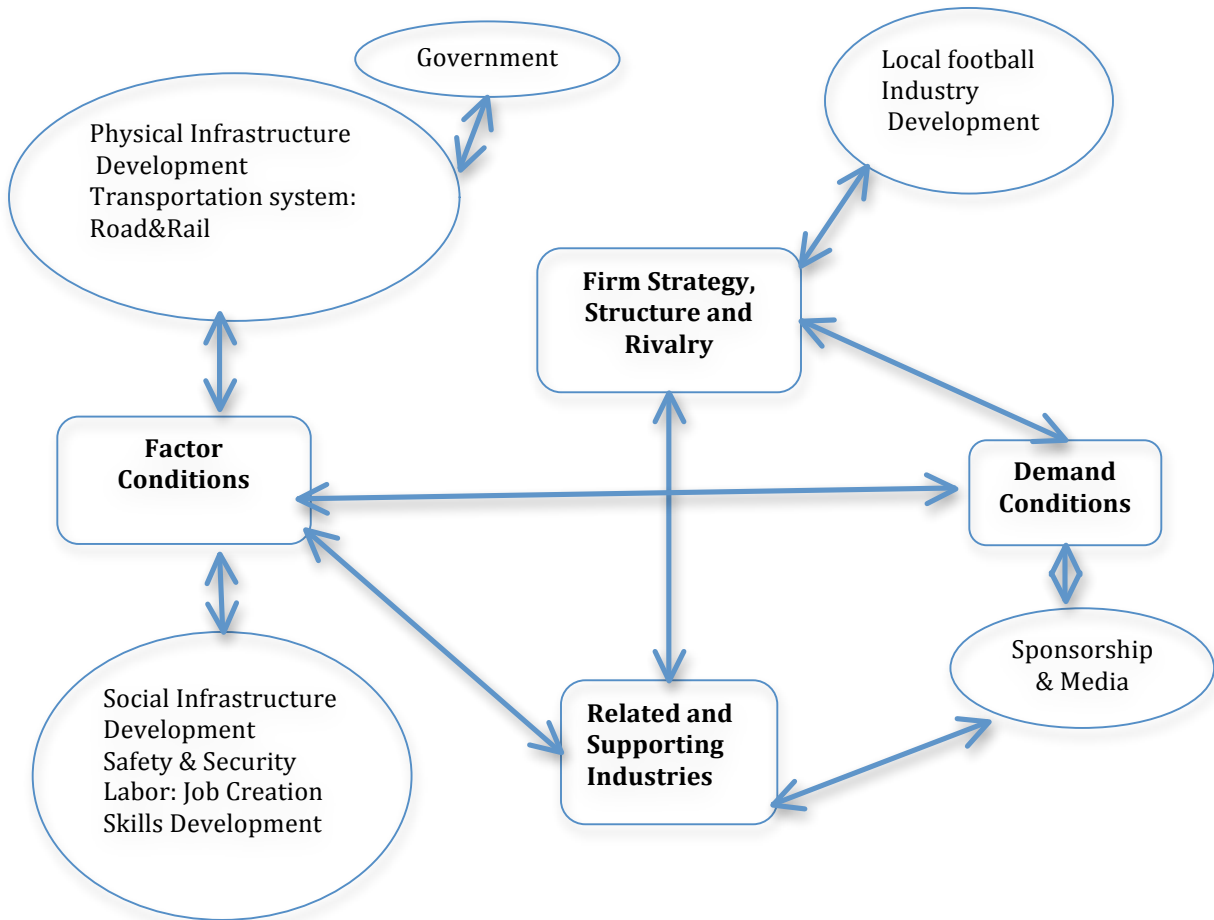 Government
Local football
Industry
Development
Physical Infrastructure
Development
Transportation system:
Road&Rail
Firm Strategy,
Structure and
Rivalry
Factor
Conditions
Demand
Conditions
Sponsorship
& Media
Social Infrastructure
Development
Safety & Security
Labor: Job Creation
Skills Development
Related and
Supporting
Industries